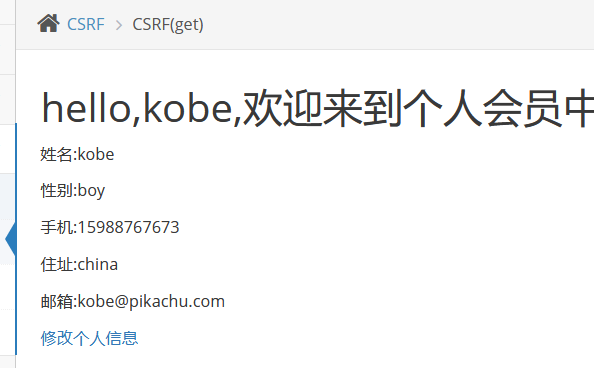 CSRF > CSRF(get)
hello,kobe,欢迎来到个人会员中
姓名:kobe
性别:boy
手机:15988767673
住址:china
邮箱:kobe@pikachu.com
修改个人信息